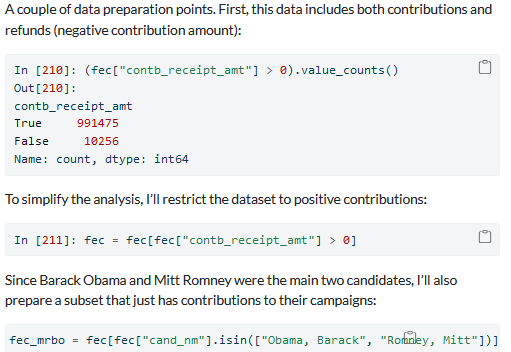 A couple of data preparation points. First, this data includes both contributions and
refunds (negative contribution amount):
In [210]: (fec["contb_receipt_amt"] > 0).value_counts()
Out[210]:
contb_receipt_amt
True     991475
False     10256
Name: count, dtype: int64
To simplify the analysis, I'll restrict the dataset to positive contributions:
In [211]: fec = fec[fec["contb_receipt_amt"] > 0]
Since Barack Obama and Mitt Romney were the main two candidates, I'll also
prepare a subset that just has contributions to their campaigns:
fec_mrbo = fec[fec["cand_nm"].isin(["Obama, Barack", "Romney, Mitt"])]